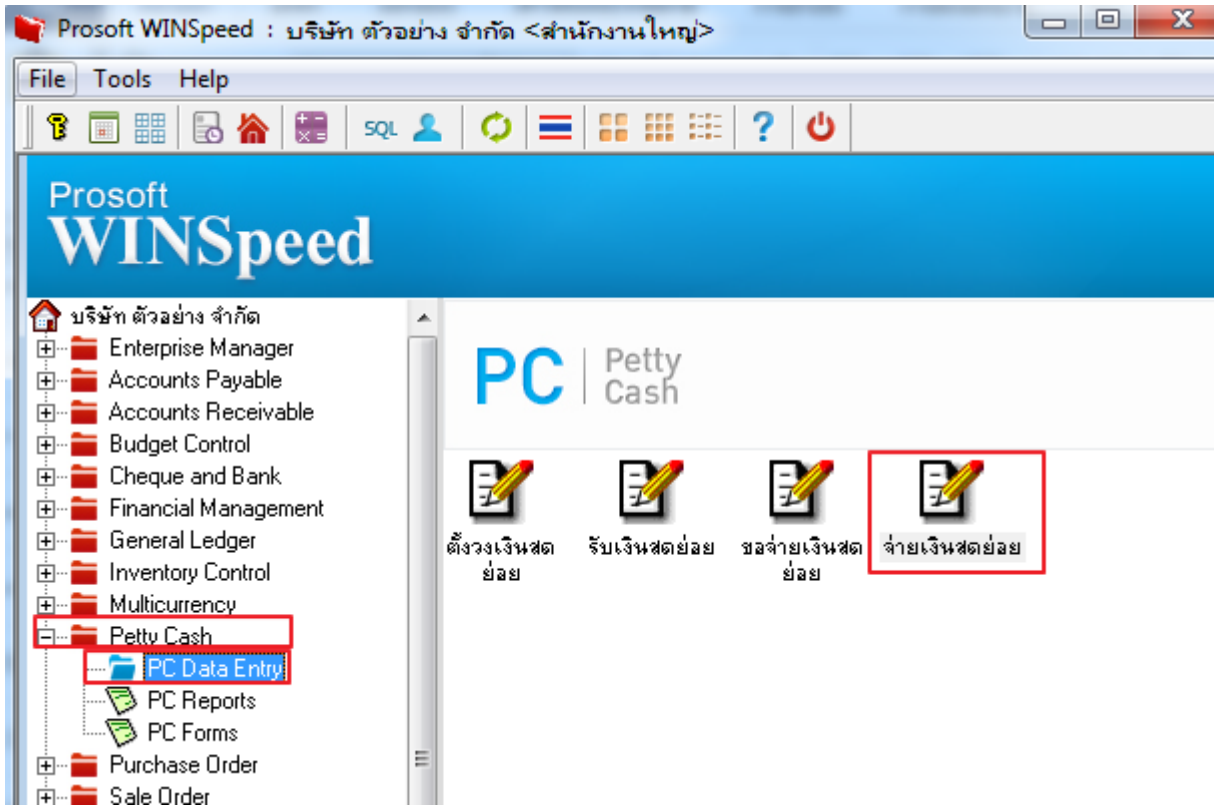 Prosoft WINSpeed : บริษัท ตัวอย่าง จำกัด <สำนักงานใหญ่>
File Tools Help
SQL
Prosoft
WINSpeed
บริษัท ตัวอย่าง จำกัด
Enterprise Manager
Accounts Payable
Accounts Receivable
Budget Control
Cheque and Bank
Financial Management
General Ledger
Inventory Control
Multicurrency
Petty Cash
PC Data Entry
PC Reports
PC Forms
Purchase Order
Sale Order
PC Petty
Cash
ตั้งวงเงินสด
ย่อย
รับเงินสดย่อย
ขอจ่ายเงินสด
ย่อย
จ่ายเงินสดย่อย